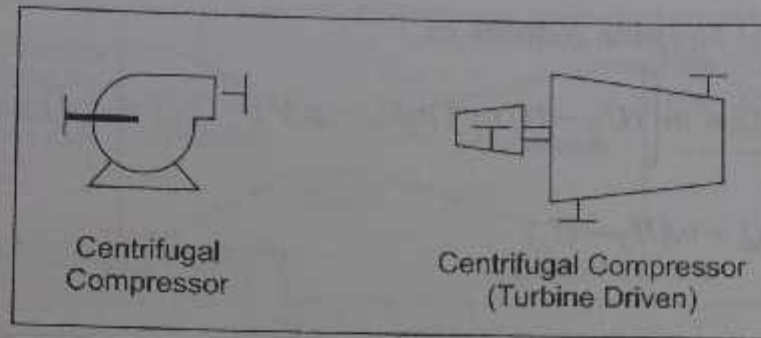 Centrifugal
Compressor
Centrifugal Compressor
(Turbine Driven)